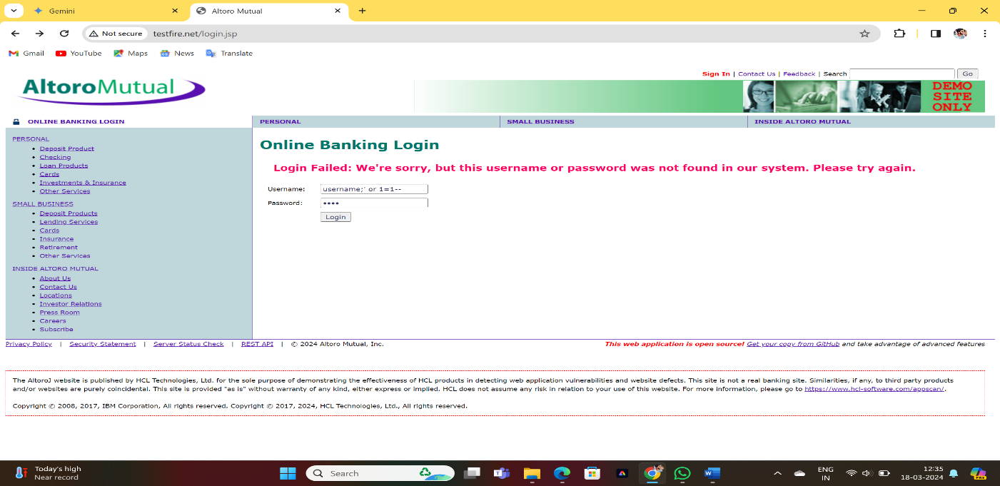 Gemini
Altoro Mutual
Not secure
testfire.net/login.jsp
Gmail
YouTube
Maps
News
Translate
AltoroMutual
Sign In | Contact Us | Feedback | Search
Go
DEMO
SITE
ONLY
ONLINE BANKING LOGIN
PERSONAL
SMALL BUSINESS
INSIDE ALTORO MUTUAL
PERSONAL
Deposit Product
Checking
Loan Products
Cards
Investments & Insurance
Other Services
SMALL BUSINESS
Deposit Products
Lending Services
Cards
Insurance
Retirement
Other Services
INSIDE ALTORO MUTUAL
About Us
Contact Us
Locations
Investor Relations
Press Room
Careers
Subscribe
Online Banking Login
Login Failed: We're sorry, but this username or password was not found in our system. Please try again.
Username: username;' or 1=1--
Password: ••••
Login
Privacy Policy | Security Statement | Server Status Check | REST API | © 2024 Altoro Mutual, Inc.
This web application is open source! Get your copy from GitHub and take advantage of advanced features
The AltoroJ website is published by HCL Technologies, Ltd. for the sole purpose of demonstrating the effectiveness of HCL products in detecting web application vulnerabilities and website defects. This site is not a real banking site. Similarities, if any, to third party products
and/or websites are purely coincidental. This site is provided "as is" without warranty of any kind, either express or implied. HCL does not assume any risk in relation to your use of this website. For more information, please go to https://www.hcl-software.com/appscan/.
Copyright © 2008, 2017, IBM Corporation, All rights reserved. Copyright © 2017, 2024, HCL Technologies, Ltd., All rights reserved.
Today's high
Near record
Search
ENG
IN
12:35
18-03-2024